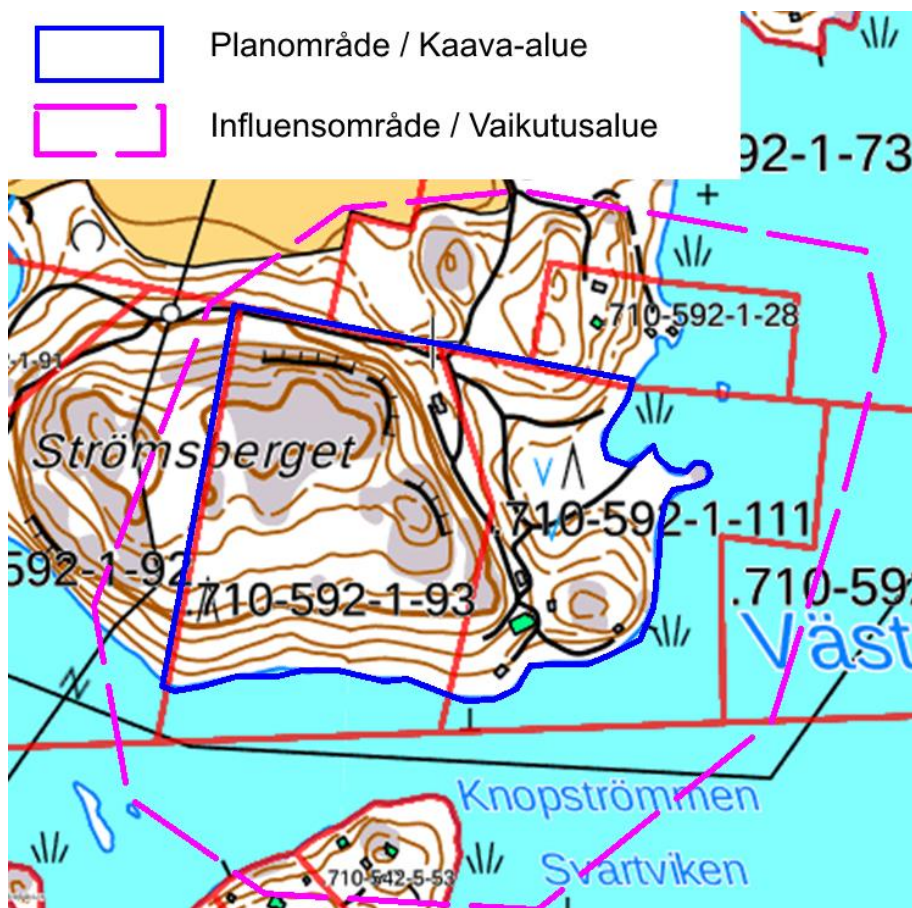 Planområde / Kaava-alue
Influensområde / Vaikutusalue
92-1-73
.710-592-1-28
-1-91
Strömsberget
.710-592-1-111
592-1-92
.710-592-1-93
.710-592
Väst
Z
Knopströmmen
Svartviken
710-542-5-53